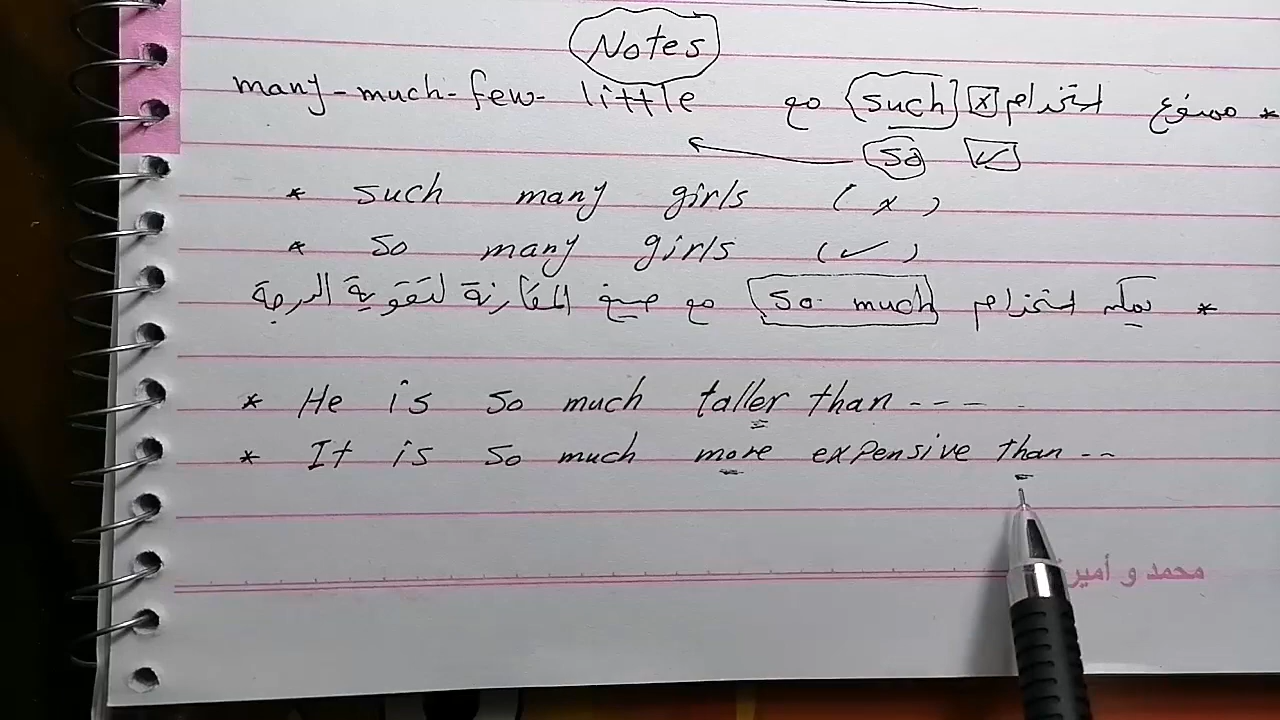 Notes
* ممنوع استخدام [x] (such) مع many - much - few - little
so [✓]
* such many girls (x)
* so many girls (✓)
* يمكن استخدام so much مع صيغ المقارنة لتقوية الدرجة
* He is so much taller than - - - -
* It is so much more expensive than - -
محمد و أمير